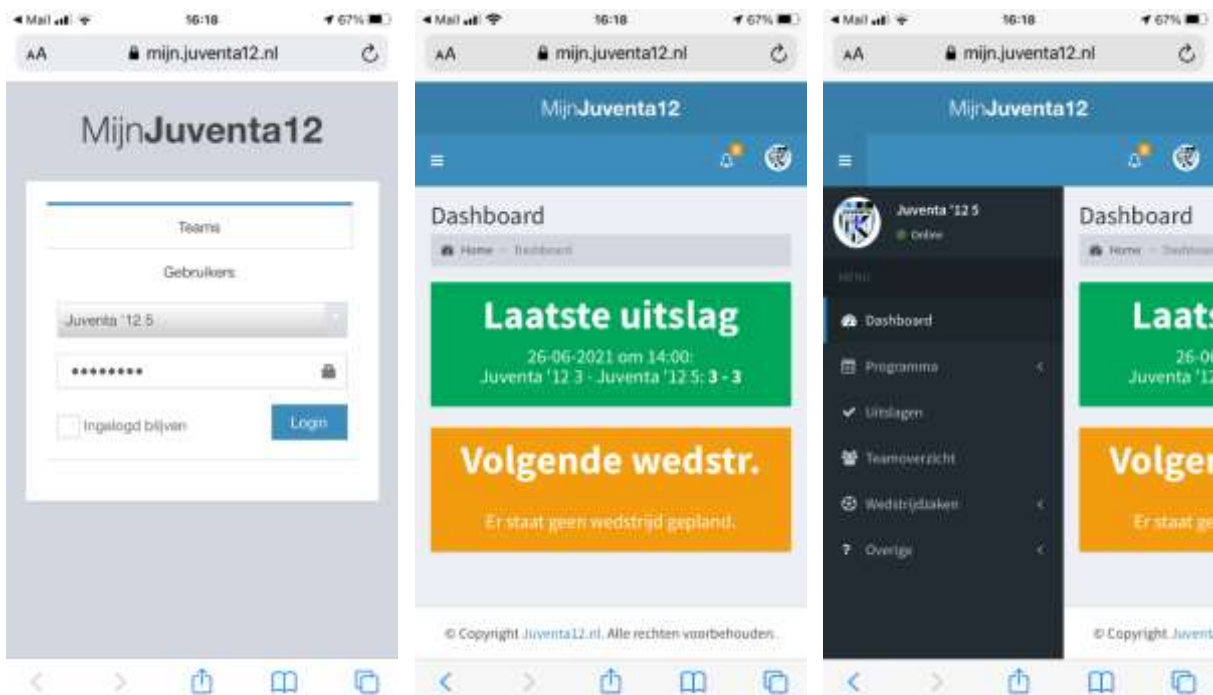 Mail 16:18 67%
AA mijn.juventa12.nl
MijnJuventa12
Teams
Gebruikers
Juventa '12 5
••••••••
Ingelogd blijven
Login
Mail 16:18 67%
AA mijn.juventa12.nl
MijnJuventa12
Dashboard
Home Dashboard
Laatste uitslag
26-06-2021 om 14:00:
Juventa '12 3 - Juventa '12 5: 3 - 3
Volgende wedstr.
Er staat geen wedstrijd gepland.
© Copyright Juventa12.nl. Alle rechten voorbehouden.
Mail 16:18 67%
AA mijn.juventa12.nl
MijnJuventa12
Juventa '12 5
Online
MENU
Dashboard
Programma
Uitslagen
Teamoverzicht
Wedstrijdzaken
Overige
Dashboard
Home Dashboard
Laats
26-0
Juventa '12
Volger
Er staat ge
© Copyright Juvent